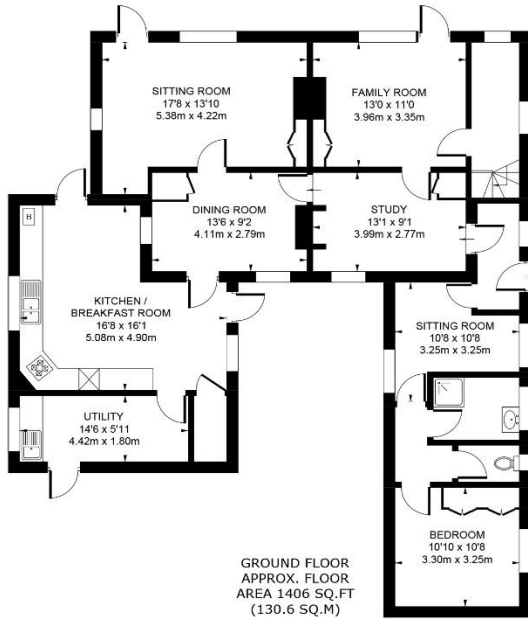 SITTING ROOM
17'8 x 13'10
5.38m x 4.22m
FAMILY ROOM
13'0 x 11'0
3.96m x 3.35m
DINING ROOM
13'6 x 9'2
4.11m x 2.79m
STUDY
13'1 x 9'1
3.99m x 2.77m
B
KITCHEN /
BREAKFAST ROOM
16'8 x 16'1
5.08m x 4.90m
SITTING ROOM
10'8 x 10'8
3.25m x 3.25m
UTILITY
14'6 x 5'11
4.42m x 1.80m
BEDROOM
10'10 x 10'8
3.30m x 3.25m
GROUND FLOOR
APPROX. FLOOR
AREA 1406 SQ.FT
(130.6 SQ.M)